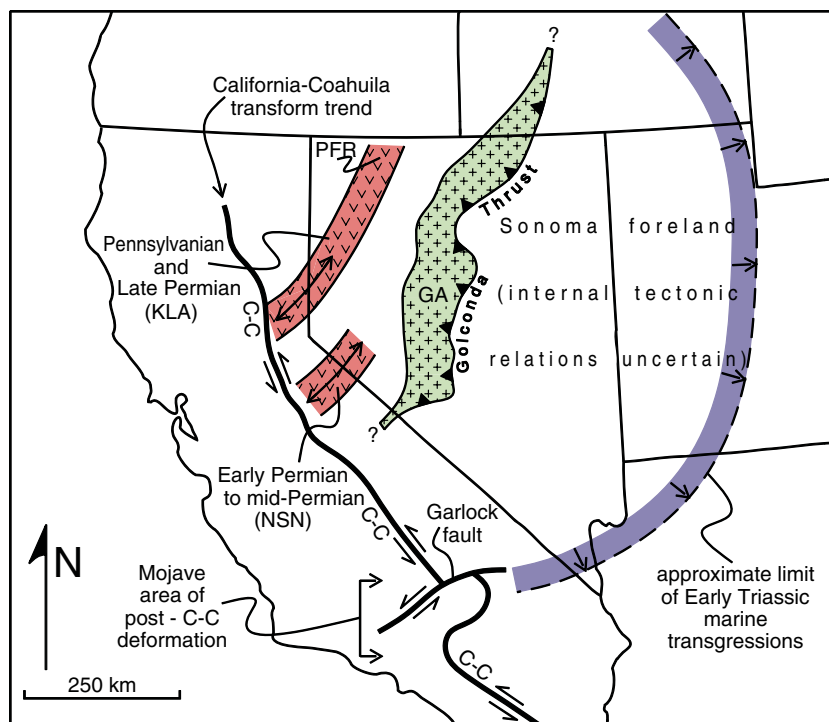 ?
California-Coahuila
transform trend
PFR
Thrust
Sonoma foreland
Pennsylvanian
and
Late Permian
(KLA)
GA
(internal tectonic
C-C
Golconda
relations uncertain)
?
Early Permian
to mid-Permian
(NSN)
Garlock
fault
C-C
N
Mojave
area of
post - C-C
deformation
approximate limit
of Early Triassic
marine
transgressions
C-C
250 km